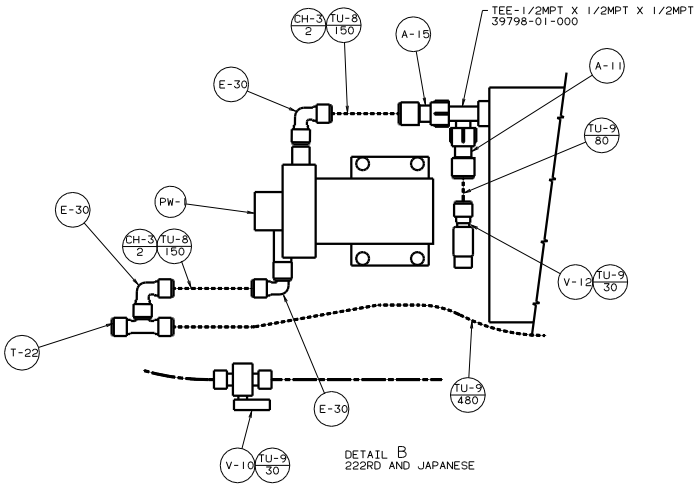 TEE-1/2MPT X 1/2MPT X 1/2MPT
39798-01-000
CH-3
2
TU-8
150
A-15
A-11
E-30
TU-9
80
PW-1
E-30
CH-3
2
TU-8
150
V-12
TU-9
30
T-22
TU-9
480
E-30
V-10
TU-9
30
DETAIL B
222RD AND JAPANESE